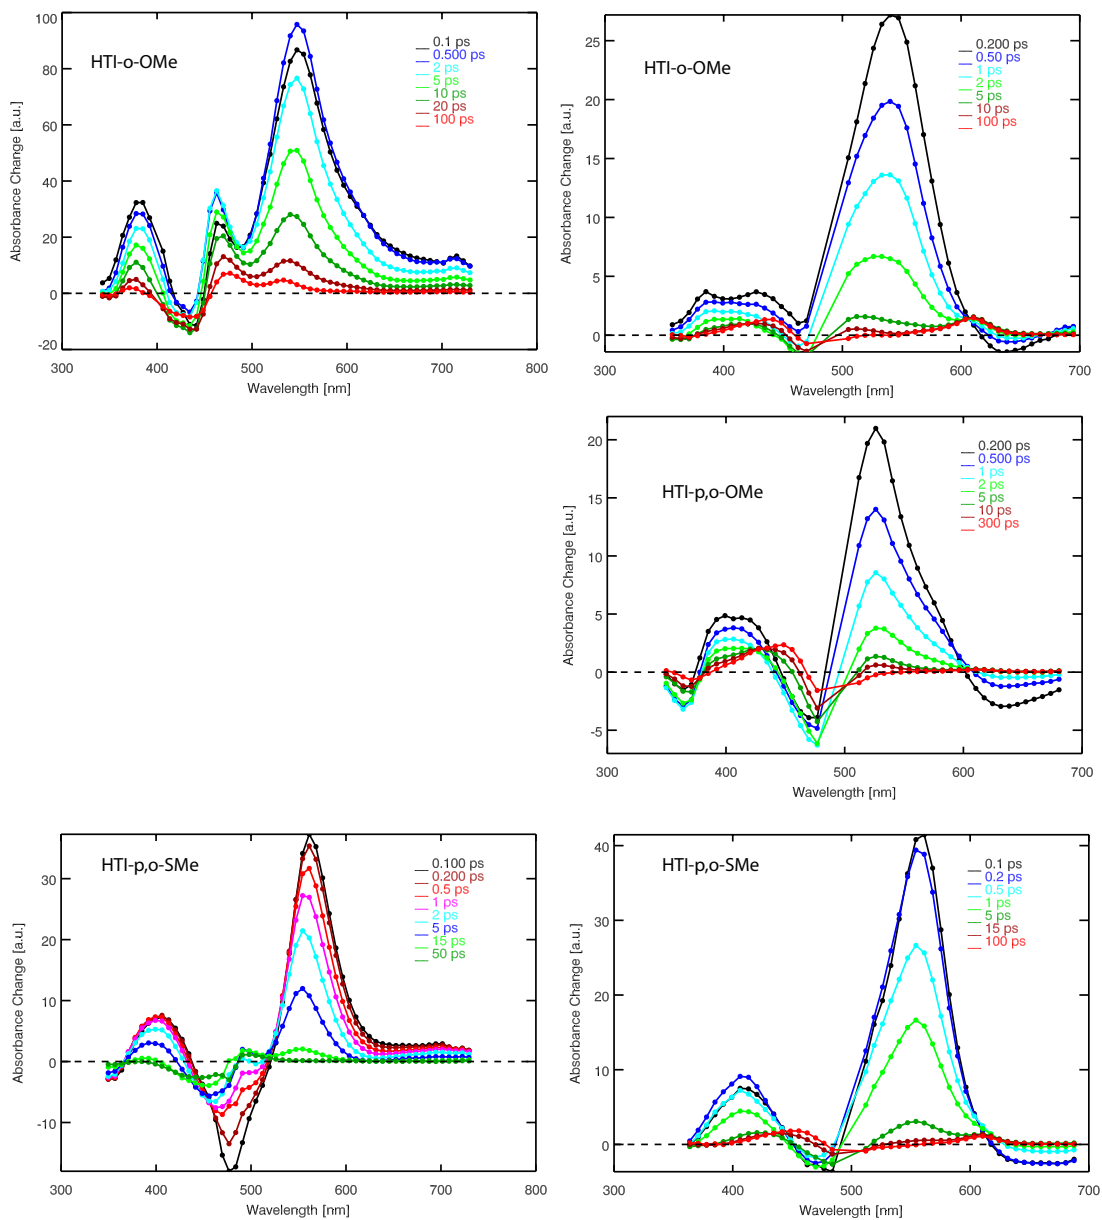 HTI-o-OMe
0.1 ps
0.500 ps
2 ps
5 ps
10 ps
20 ps
100 ps
100
80
60
40
20
0
-20
300 400 500 600 700 800
Wavelength [nm]
Absorbance Change [a.u.]
HTI-o-OMe
0.200 ps
0.50 ps
1 ps
2 ps
5 ps
10 ps
100 ps
25
20
15
10
5
0
300 400 500 600 700
Wavelength [nm]
Absorbance Change [a.u.]
HTI-p,o-OMe
0.200 ps
0.500 ps
1 ps
2 ps
5 ps
10 ps
300 ps
20
15
10
5
0
-5
300 400 500 600 700
Wavelength [nm]
Absorbance Change [a.u.]
HTI-p,o-SMe
0.100 ps
0.200 ps
0.5 ps
1 ps
2 ps
5 ps
15 ps
50 ps
30
20
10
0
-10
300 400 500 600 700 800
Wavelength [nm]
Absorbance Change [a.u.]
HTI-p,o-SMe
0.1 ps
0.2 ps
0.5 ps
1 ps
5 ps
15 ps
100 ps
40
30
20
10
0
300 400 500 600 700
Wavelength [nm]
Absorbance Change [a.u.]